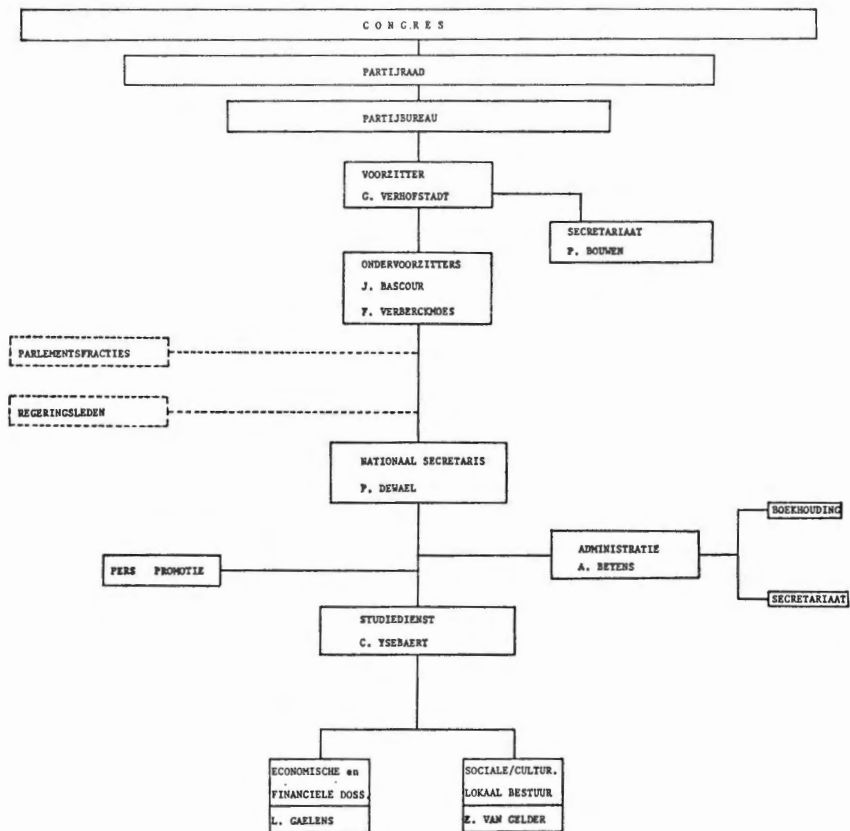 C O N G R E S
PARTIJRAAD
PARTIJBUREAU
VOORZITTER
G. VERHOFSTADT
SECRETARIAAT
P. BOUWEN
ONDERVOORZITTERS
J. BASCOUR
F. VERBERCKMOES
PARLEMENTSFRACTIES
REGERINGSLEDEN
NATIONAAL SECRETARIS
P. DEWAEL
BOEKHOUDING
ADMINISTRATIE
A. BEYENS
PERS PROMOTIE
SECRETARIAAT
STUDIEDIENST
C. YSEBAERT
ECONOMISCHE en
FINANCIELE DOSS.
L. GAELENS
SOCIALE/CULTUR.
LOKAAL BESTUUR
E. VAN GELDER